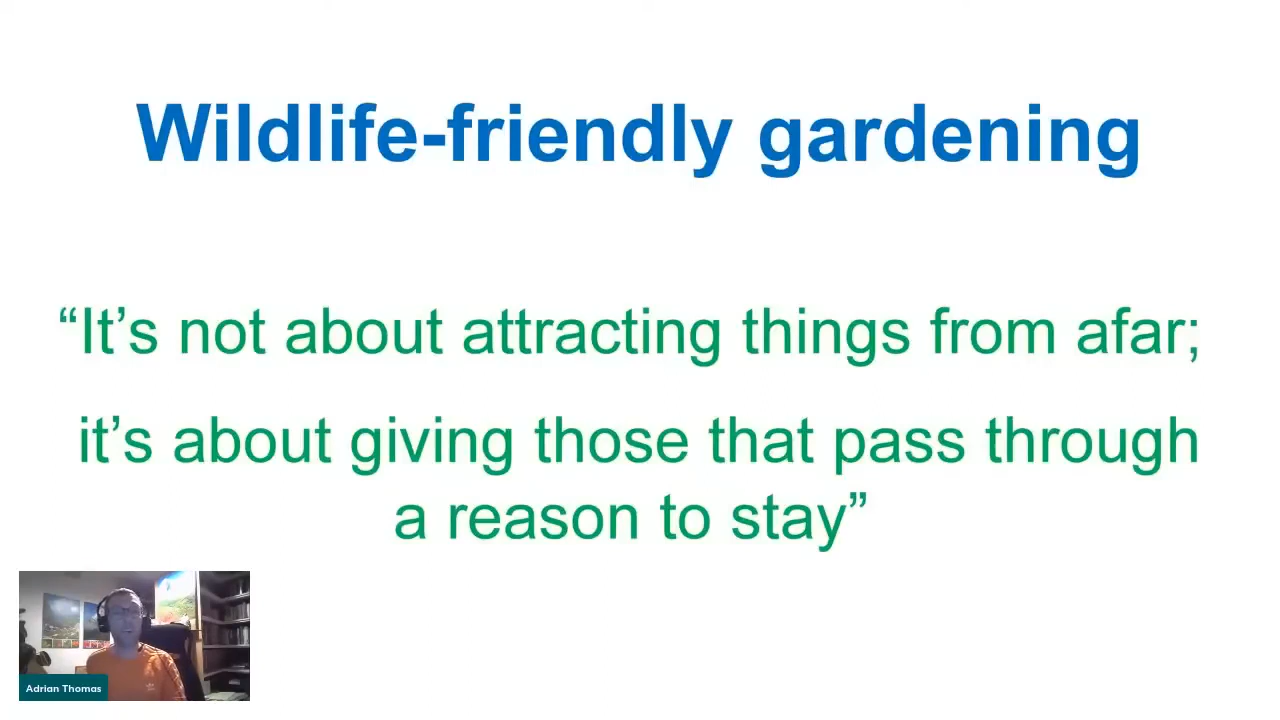 Wildlife-friendly gardening
“It’s not about attracting things from afar;
it’s about giving those that pass through
a reason to stay”
Adrian Thomas